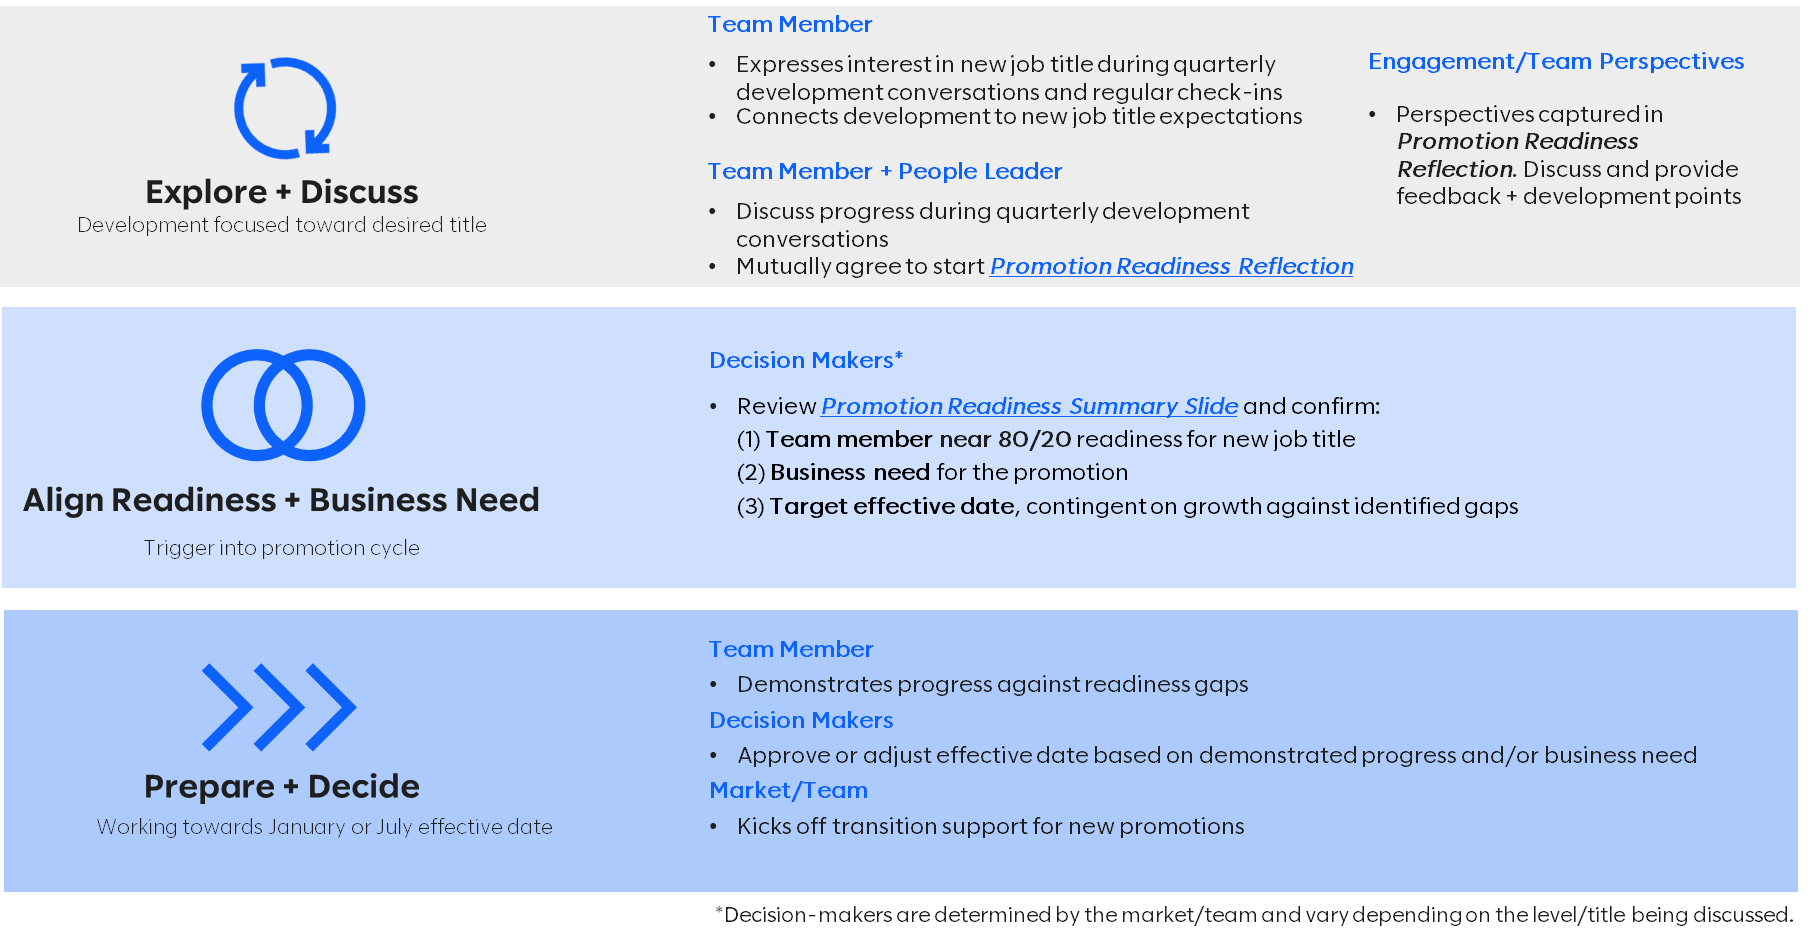 Explore + Discuss
Development focused toward desired title
Team Member
• Expresses interest in new job title during quarterly
development conversations and regular check-ins
• Connects development to new job title expectations
Team Member + People Leader
• Discuss progress during quarterly development
conversations
• Mutually agree to start Promotion Readiness Reflection
Engagement/Team Perspectives
• Perspectives captured in
Promotion Readiness
Reflection. Discuss and provide
feedback + development points
Align Readiness + Business Need
Trigger into promotion cycle
Decision Makers*
• Review Promotion Readiness Summary Slide and confirm:
(1) Team member near 80/20 readiness for new job title
(2) Business need for the promotion
(3) Target effective date, contingent on growth against identified gaps
Prepare + Decide
Working towards January or July effective date
Team Member
• Demonstrates progress against readiness gaps
Decision Makers
• Approve or adjust effective date based on demonstrated progress and/or business need
Market/Team
• Kicks off transition support for new promotions
*Decision-makers are determined by the market/team and vary depending on the level/title being discussed.